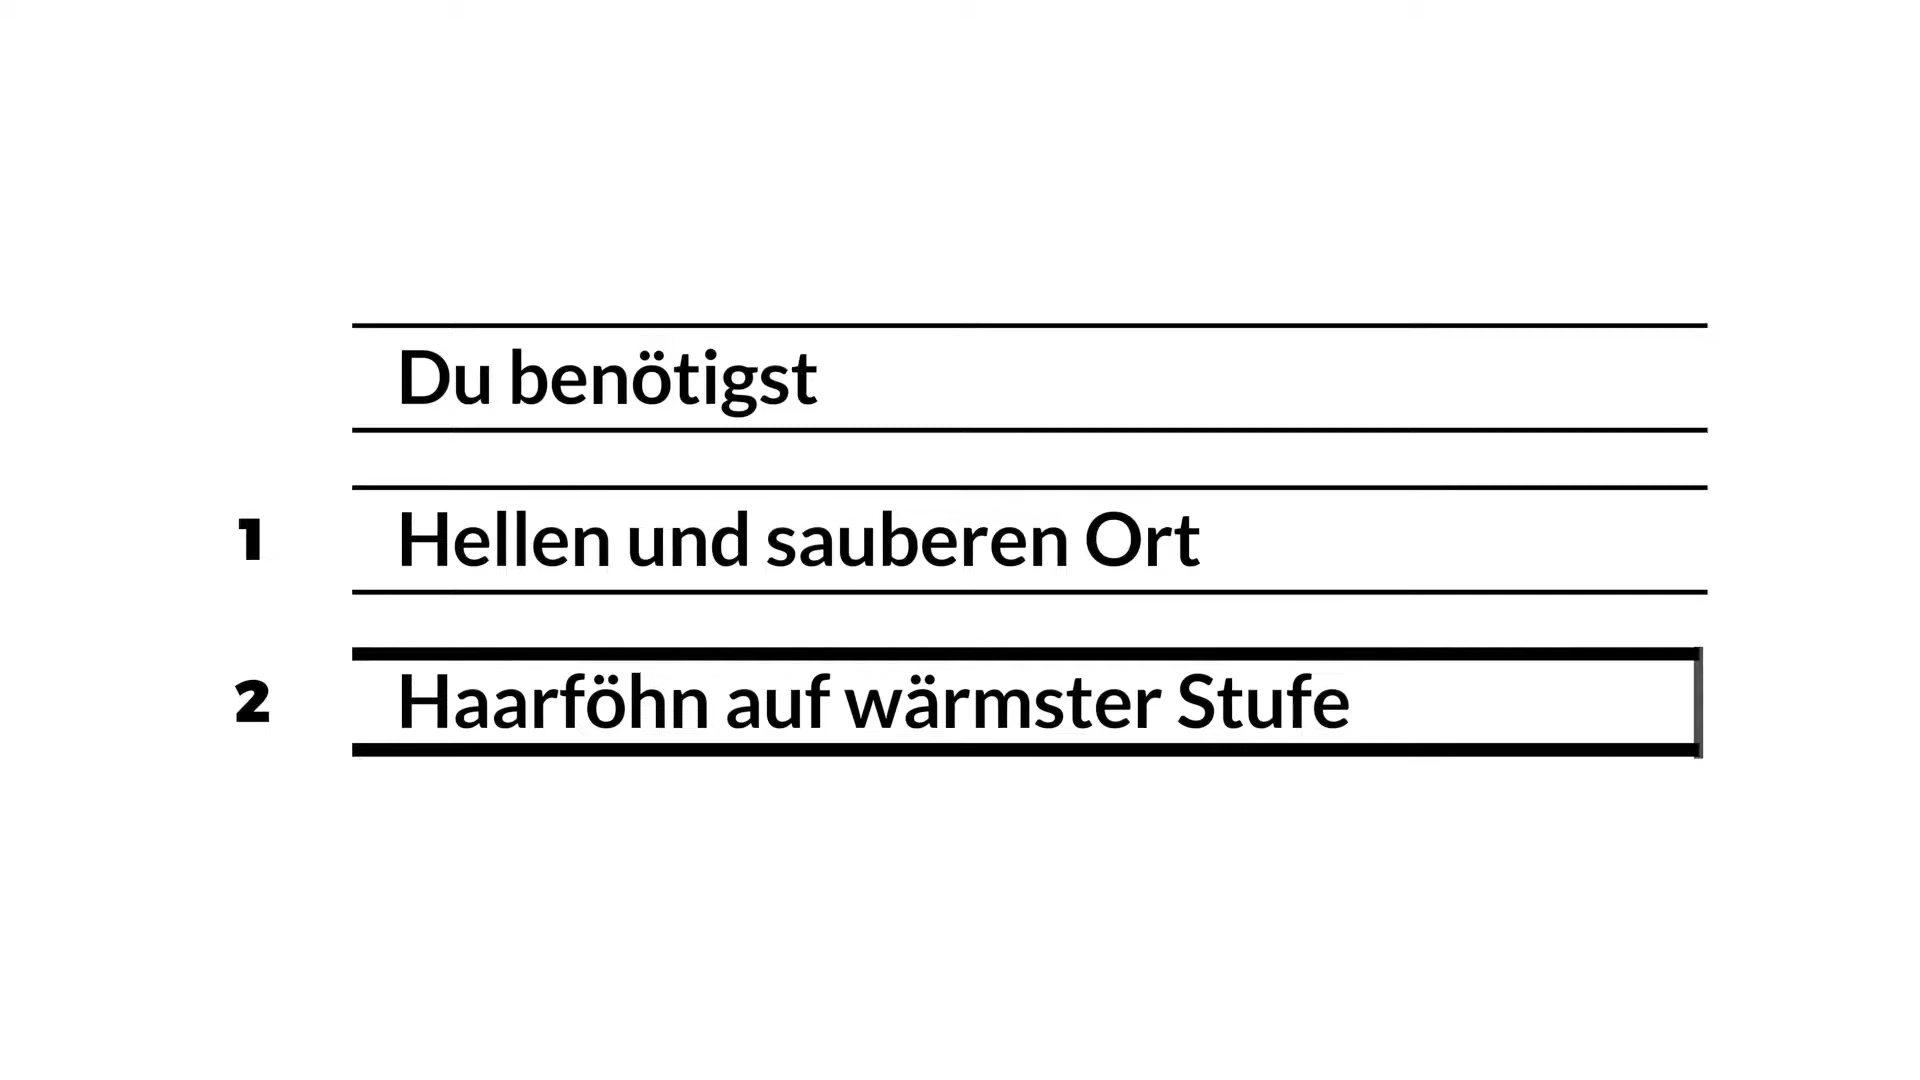 Du benötigst
1 Hellen und sauberen Ort
2 Haarföhn auf wärmster Stufe